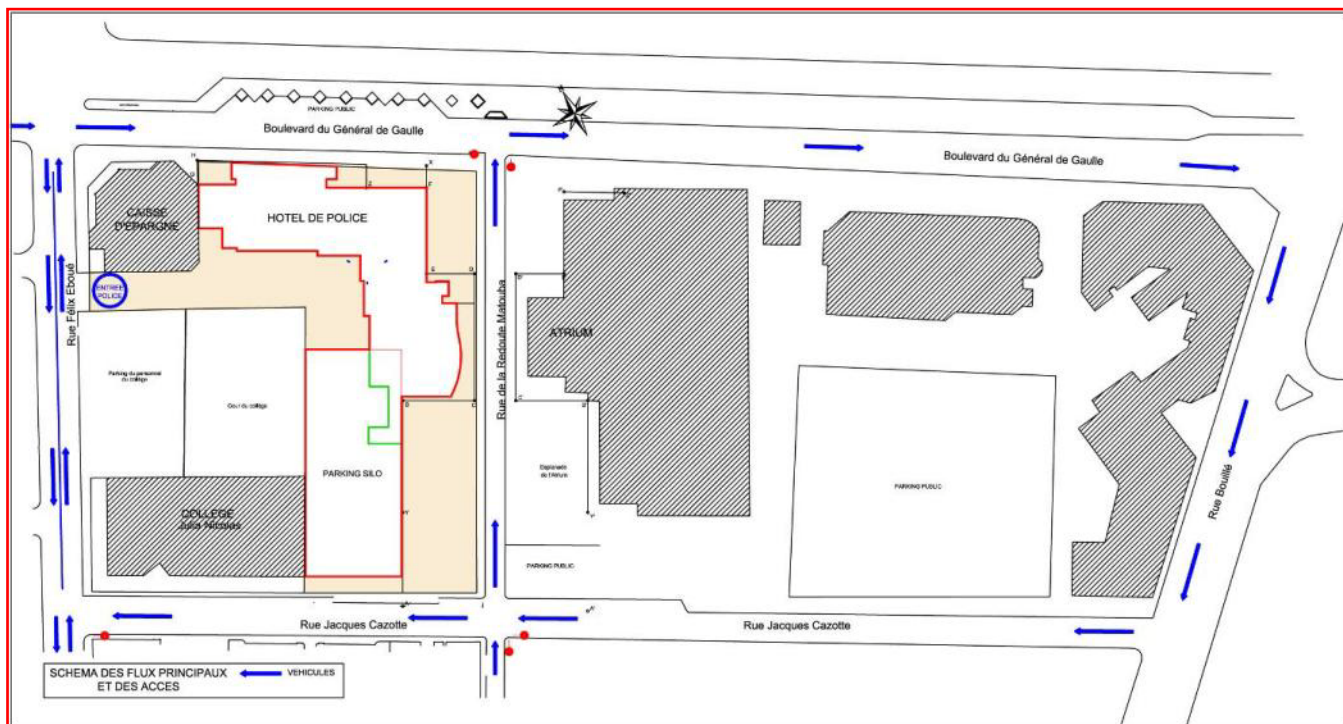 PARKING PUBLIC
Boulevard du Général de Gaulle
Boulevard du Général de Gaulle
CAISSE
D'EPARGNE
HOTEL DE POLICE
ENTREE
POLICE
Rue Félix Eboué
Rue de la Redoute Matouba
ATRIUM
Parking du personnel
du collège
Cour du collège
PARKING SILO
Esplanade
de l'Atrium
PARKING PUBLIC
PARKING PUBLIC
Rue Bouillé
COLLEGE
Julia Nicolas
Rue Jacques Cazotte
Rue Jacques Cazotte
SCHEMA DES FLUX PRINCIPAUX
ET DES ACCES
VEHICULES